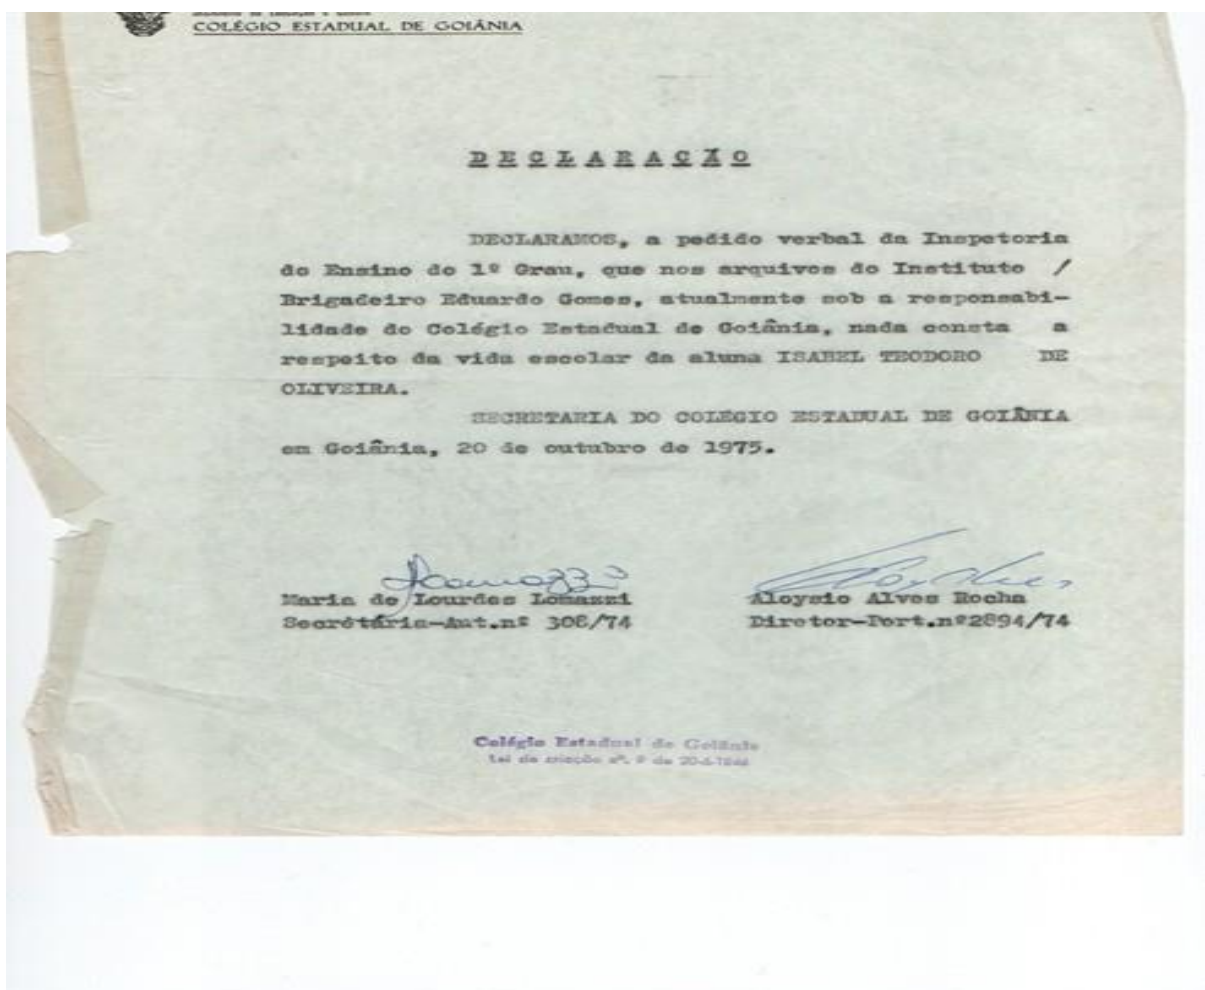 COLÉGIO ESTADUAL DE GOIÂNIA
DECLARAÇÃO
DECLARAMOS, a pedido verbal da Inspetoria
do Ensino do 1º Grau, que nos arquivos do Instituto /
Brigadeiro Eduardo Gomes, atualmente sob a responsabi-
lidade do Colégio Estadual de Goiânia, nada consta a
respeito da vida escolar da aluna ISABEL TEODORO DE
OLIVEIRA.
SECRETARIA DO COLÉGIO ESTADUAL DE GOIÂNIA
em Goiânia, 20 de outubro de 1975.
Maria de Lourdes Lomazzi
Secretária-Aut.nº 308/74
Aloysio Alves Rocha
Diretor-Port.nº2894/74
Colégio Estadual de Goiânia
Lei de criação nº.